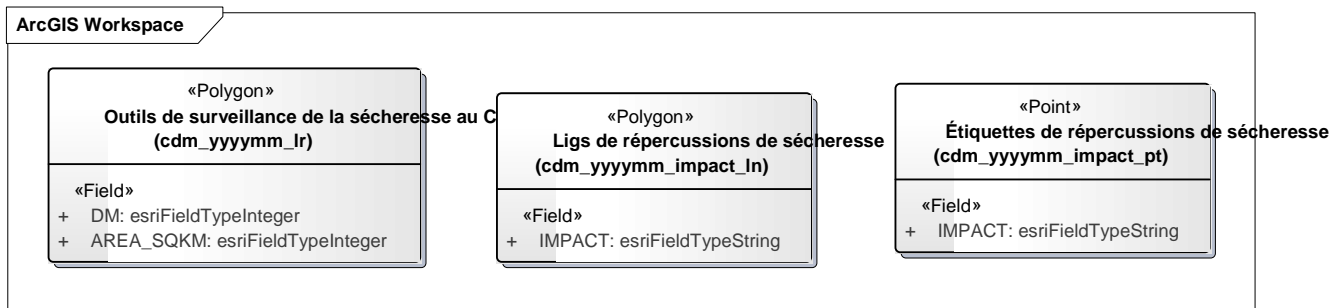 ArcGIS Workspace
«Polygon»
Outils de surveillance de la sécheresse au C
(cdm_yyyymm_lr)
«Field»
+ DM: esriFieldTypeInteger
+ AREA_SQKM: esriFieldTypeInteger
«Polygon»
Ligs de répercussions de sécheresse
(cdm_yyyymm_impact_ln)
«Field»
+ IMPACT: esriFieldTypeString
«Point»
Étiquettes de répercussions de sécheresse
(cdm_yyyymm_impact_pt)
«Field»
+ IMPACT: esriFieldTypeString